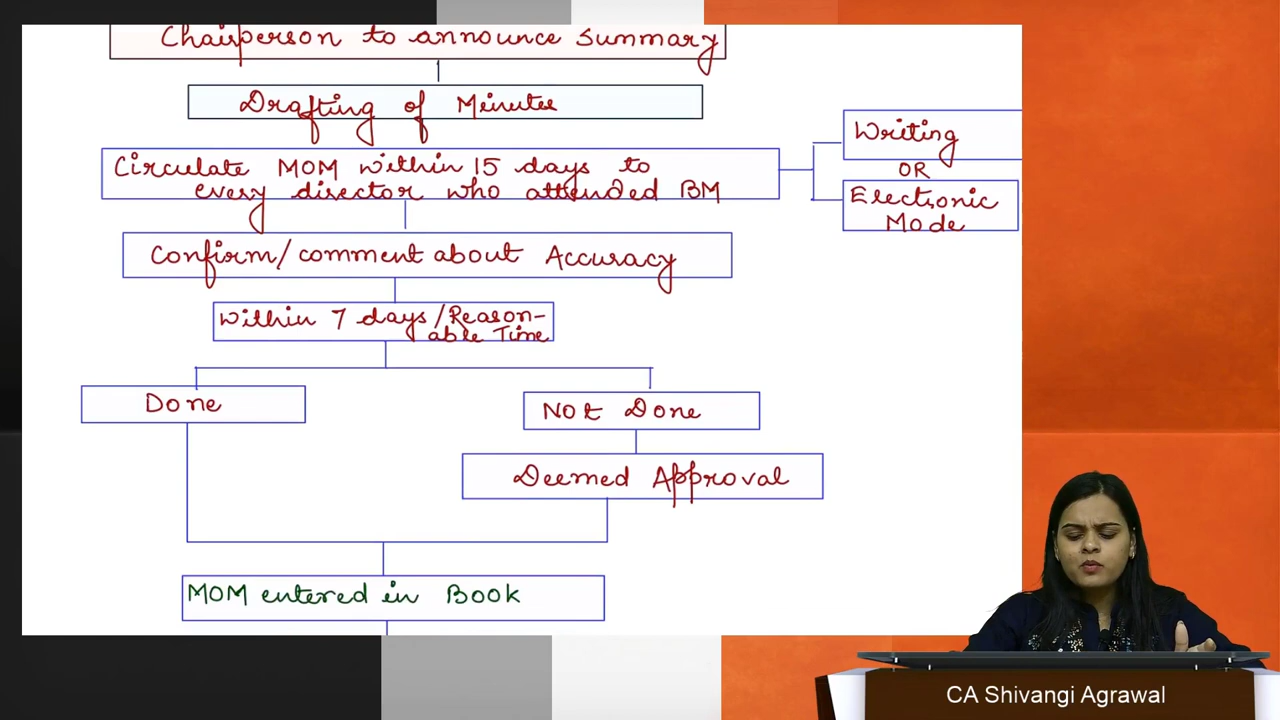 Chairperson to announce Summary
Drafting of Minutes
Circulate MOM within 15 days to
every director who attended BM
Writing
OR
Electronic
Mode
Confirm/comment about Accuracy
within 7 days/Reason-
able Time
Done
Not Done
Deemed Approval
MOM entered in Book
CA Shivangi Agrawal